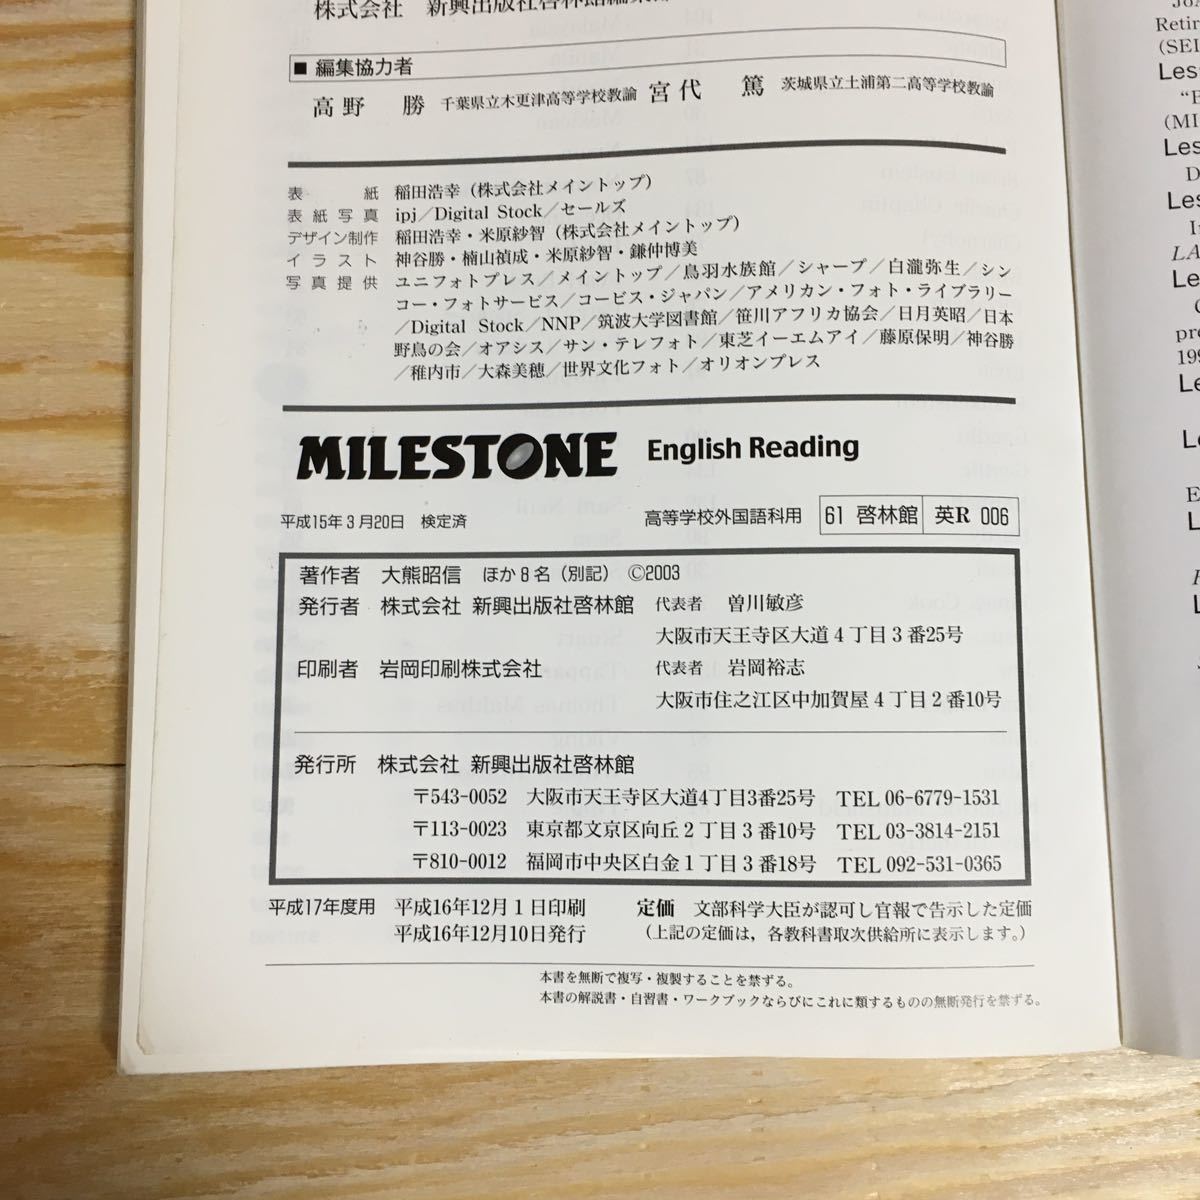 株式会社 新興出版社啓林館編集部
■ 編集協力者
高野 勝 千葉県立木更津高等学校教諭 宮代 篤 茨城県立土浦第二高等学校教諭
表紙 稲田浩幸（株式会社メイントップ）
表紙写真 ipj／Digital Stock／セールズ
デザイン制作 稲田浩幸・米原紗智（株式会社メイントップ）
イラスト 神谷勝・楠山禎成・米原紗智・鎌仲博美
写真提供 ユニフォトプレス／メイントップ／鳥羽水族館／シャープ／白瀧弥生／シン
コー・フォトサービス／コービス・ジャパン／アメリカン・フォト・ライブラリー
／Digital Stock／NNP／筑波大学図書館／笹川アフリカ協会／日月英昭／日本
野鳥の会／オアシス／サン・テレフォト／東芝イーエムアイ／藤原保明／神谷勝
／稚内市／大森美穂／世界文化フォト／オリオンプレス
MILESTONE English Reading
平成15年3月20日 検定済 高等学校外国語科用 61 啓林館 英R 006
著作者 大熊昭信 ほか8名（別記）©2003
発行者 株式会社 新興出版社啓林館 代表者 曽川敏彦
大阪市天王寺区大道4丁目3番25号
印刷者 岩岡印刷株式会社 代表者 岩岡裕志
大阪市住之江区中加賀屋4丁目2番10号
発行所 株式会社 新興出版社啓林館
〒543-0052 大阪市天王寺区大道4丁目3番25号 TEL 06-6779-1531
〒113-0023 東京都文京区向丘2丁目3番10号 TEL 03-3814-2151
〒810-0012 福岡市中央区白金1丁目3番18号 TEL 092-531-0365
平成17年度用 平成16年12月1日印刷 定価 文部科学大臣が認可し官報で告示した定価
平成16年12月10日発行 （上記の定価は，各教科書取次供給所に表示します。）
本書を無断で複写・複製することを禁ずる。
本書の解説書・自習書・ワークブックならびにこれに類するものの無断発行を禁ずる。